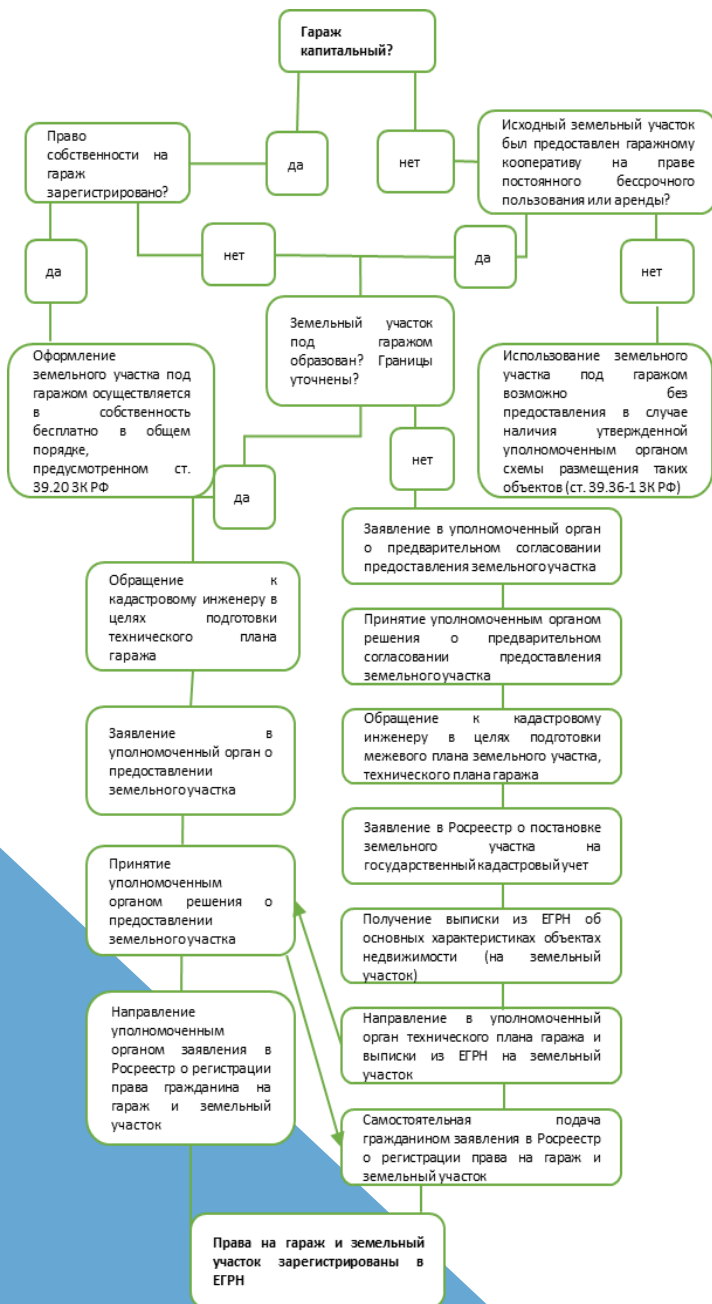 Гараж
капитальный?
Право
собственности на
гараж
зарегистрировано?
да
нет
Исходный земельный участок
был предоставлен гаражному
кооперативу на праве
постоянного бессрочного
пользования или аренды?
да
нет
да
нет
Земельный участок
под гаражом
образован? Границы
уточнены?
Оформление
земельного участка под
гаражом осуществляется
в собственность
бесплатно в общем
порядке,
предусмотренном ст.
39.20 ЗК РФ
Использование земельного
участка под гаражом
возможно без
предоставления в случае
наличия утвержденной
уполномоченным органом
схемы размещения таких
объектов (ст. 39.36-1 ЗК РФ)
да
нет
Обращение к
кадастровому инженеру в
целях подготовки
технического плана
гаража
Заявление в
уполномоченный орган о
предоставлении
земельного участка
Принятие
уполномоченным
органом решения о
предоставлении
земельного участка
Направление
уполномоченным
органом заявления в
Росреестр о регистрации
права гражданина на
гараж и земельный
участок
Заявление в уполномоченный орган
о предварительном согласовании
предоставления земельного участка
Принятие уполномоченным органом
решения о предварительном
согласовании предоставления
земельного участка
Обращение к кадастровому
инженеру в целях подготовки
межевого плана земельного участка,
технического плана гаража
Заявление в Росреестр о постановке
земельного участка на
государственный кадастровый учет
Получение выписки из ЕГРН об
основных характеристиках объектах
недвижимости (на земельный
участок)
Направление в уполномоченный
орган технического плана гаража и
выписки из ЕГРН на земельный
участок
Самостоятельная подача
гражданином заявления в Росреестр
о регистрации права на гараж и
земельный участок
Права на гараж и земельный
участок зарегистрированы в
ЕГРН